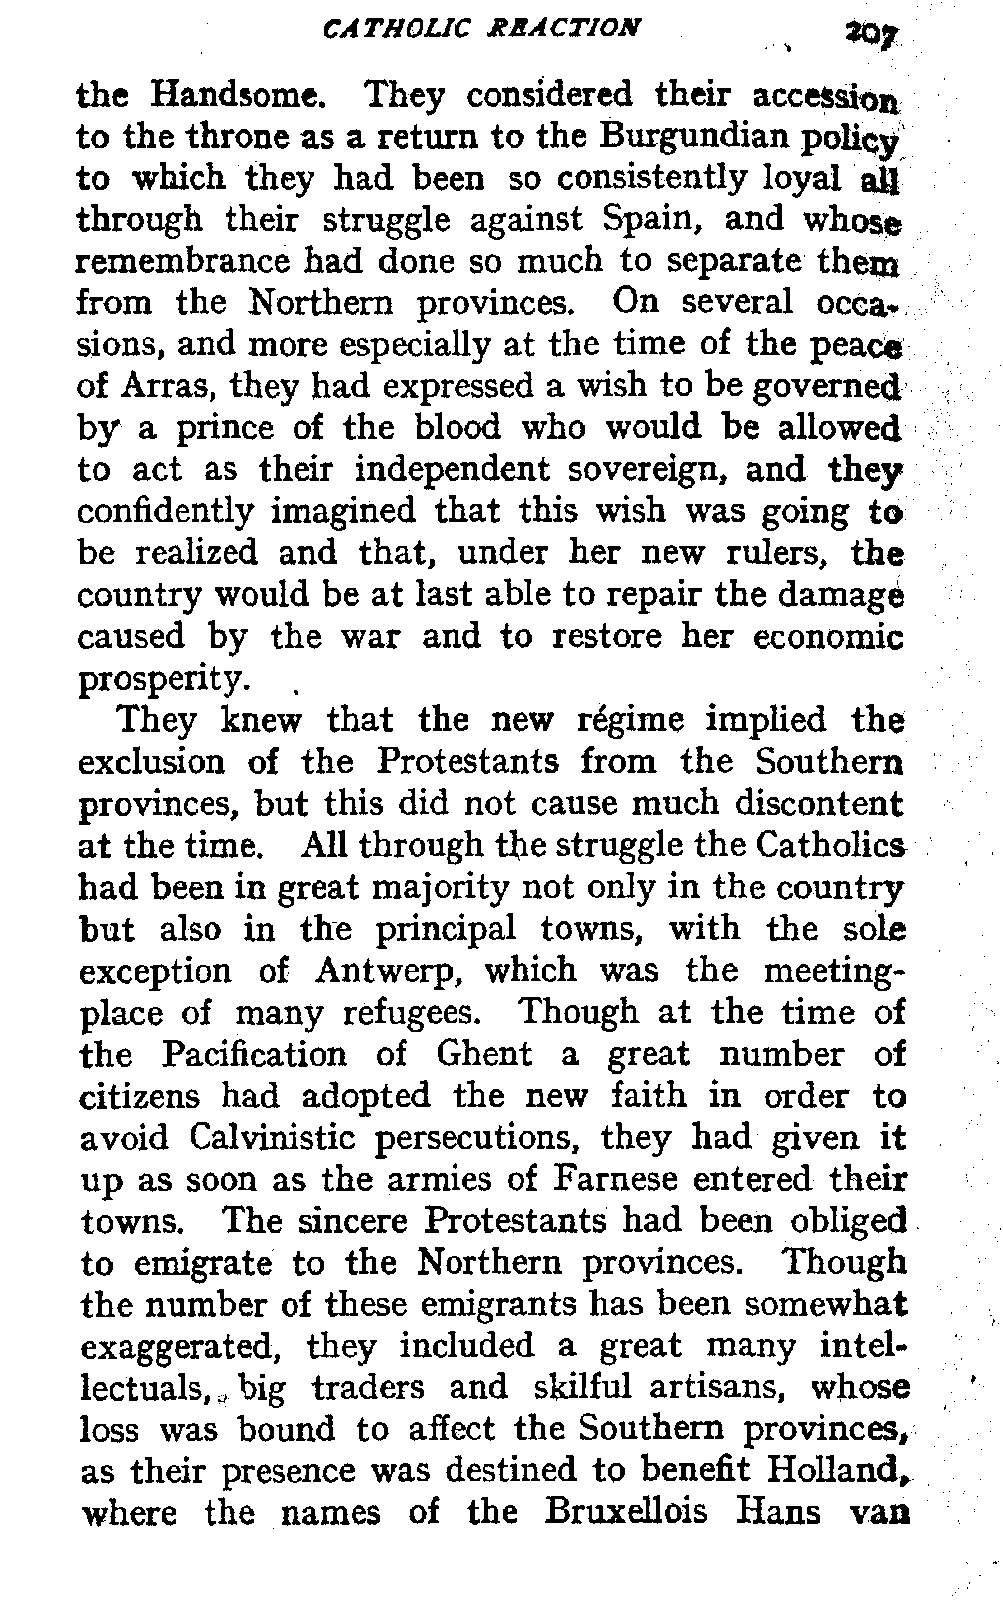 CATHOLIC REACTION 207
the Handsome. They considered their accession
to the throne as a return to the Burgundian policy
to which they had been so consistently loyal all
through their struggle against Spain, and whose
remembrance had done so much to separate them
from the Northern provinces. On several occa-
sions, and more especially at the time of the peace
of Arras, they had expressed a wish to be governed
by a prince of the blood who would be allowed
to act as their independent sovereign, and they
confidently imagined that this wish was going to
be realized and that, under her new rulers, the
country would be at last able to repair the damage
caused by the war and to restore her economic
prosperity.
They knew that the new régime implied the
exclusion of the Protestants from the Southern
provinces, but this did not cause much discontent
at the time. All through the struggle the Catholics
had been in great majority not only in the country
but also in the principal towns, with the sole
exception of Antwerp, which was the meeting-
place of many refugees. Though at the time of
the Pacification of Ghent a great number of
citizens had adopted the new faith in order to
avoid Calvinistic persecutions, they had given it
up as soon as the armies of Farnese entered their
towns. The sincere Protestants had been obliged
to emigrate to the Northern provinces. Though
the number of these emigrants has been somewhat
exaggerated, they included a great many intel-
lectuals, big traders and skilful artisans, whose
loss was bound to affect the Southern provinces,
as their presence was destined to benefit Holland,
where the names of the Bruxellois Hans van